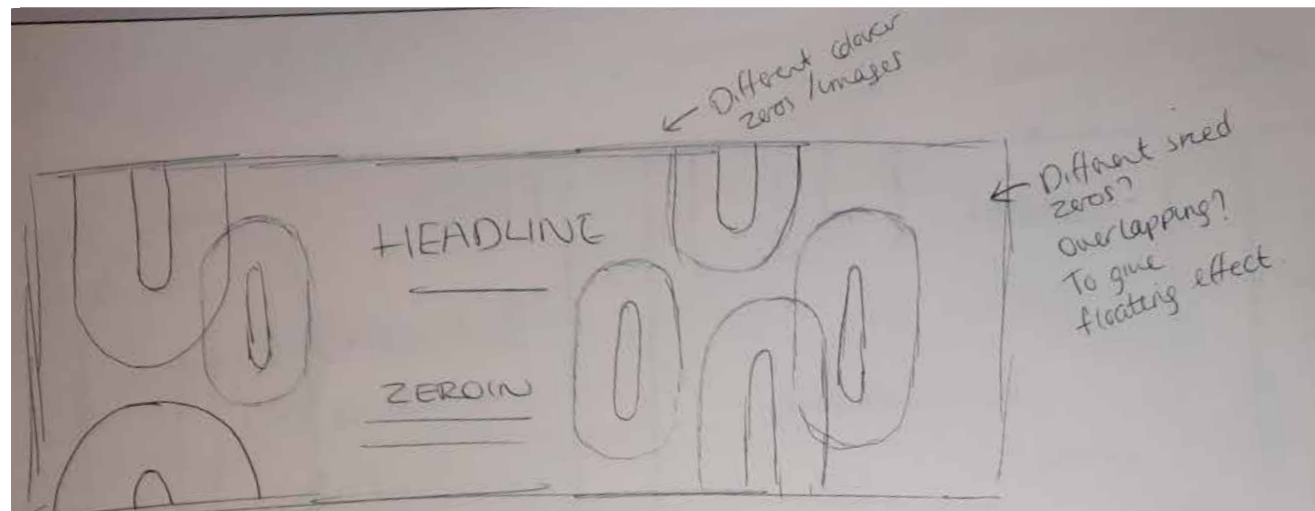 Different colour
zeros / images
HEADLINE
ZEROIN
Different sized
zeros?
overlapping?
To give
floating effect